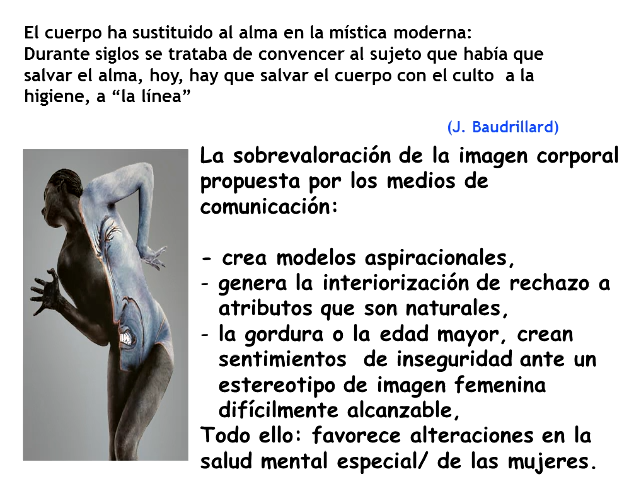 El cuerpo ha sustituido al alma en la mística moderna:
Durante siglos se trataba de convencer al sujeto que había que
salvar el alma, hoy, hay que salvar el cuerpo con el culto a la
higiene, a “la línea”
(J. Baudrillard)
La sobrevaloración de la imagen corporal
propuesta por los medios de
comunicación:
- crea modelos aspiracionales,
- genera la interiorización de rechazo a
atributos que son naturales,
- la gordura o la edad mayor, crean
sentimientos de inseguridad ante un
estereotipo de imagen femenina
difícilmente alcanzable,
Todo ello: favorece alteraciones en la
salud mental especial/ de las mujeres.